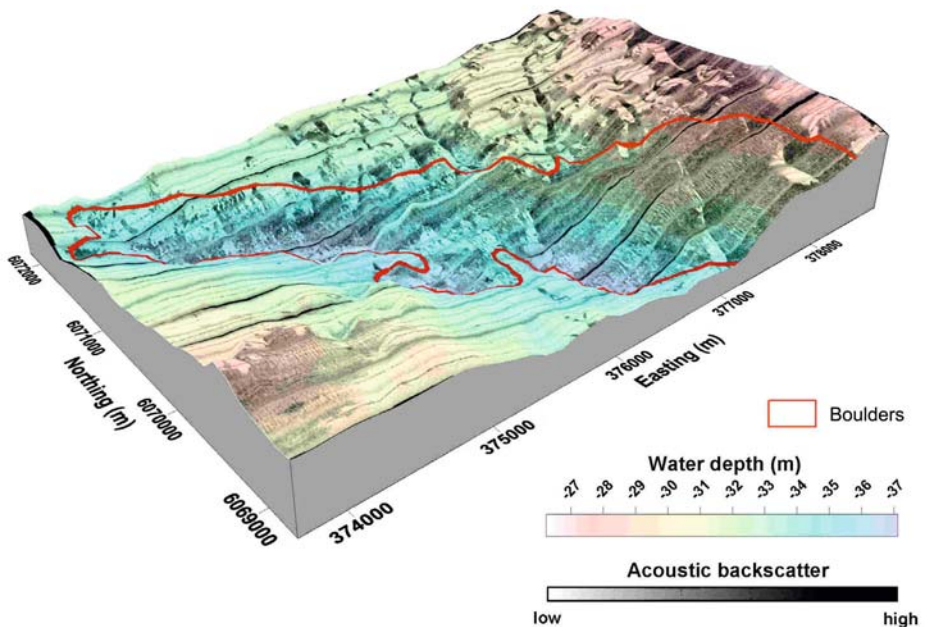 6072000
6071000
Northing (m)
6070000
6069000
374000
375000
376000
Easting (m)
377000
378000
Boulders
Water depth (m)
-27 -28 -29 -30 -31 -32 -33 -34 -35 -36 -37
Acoustic backscatter
low high